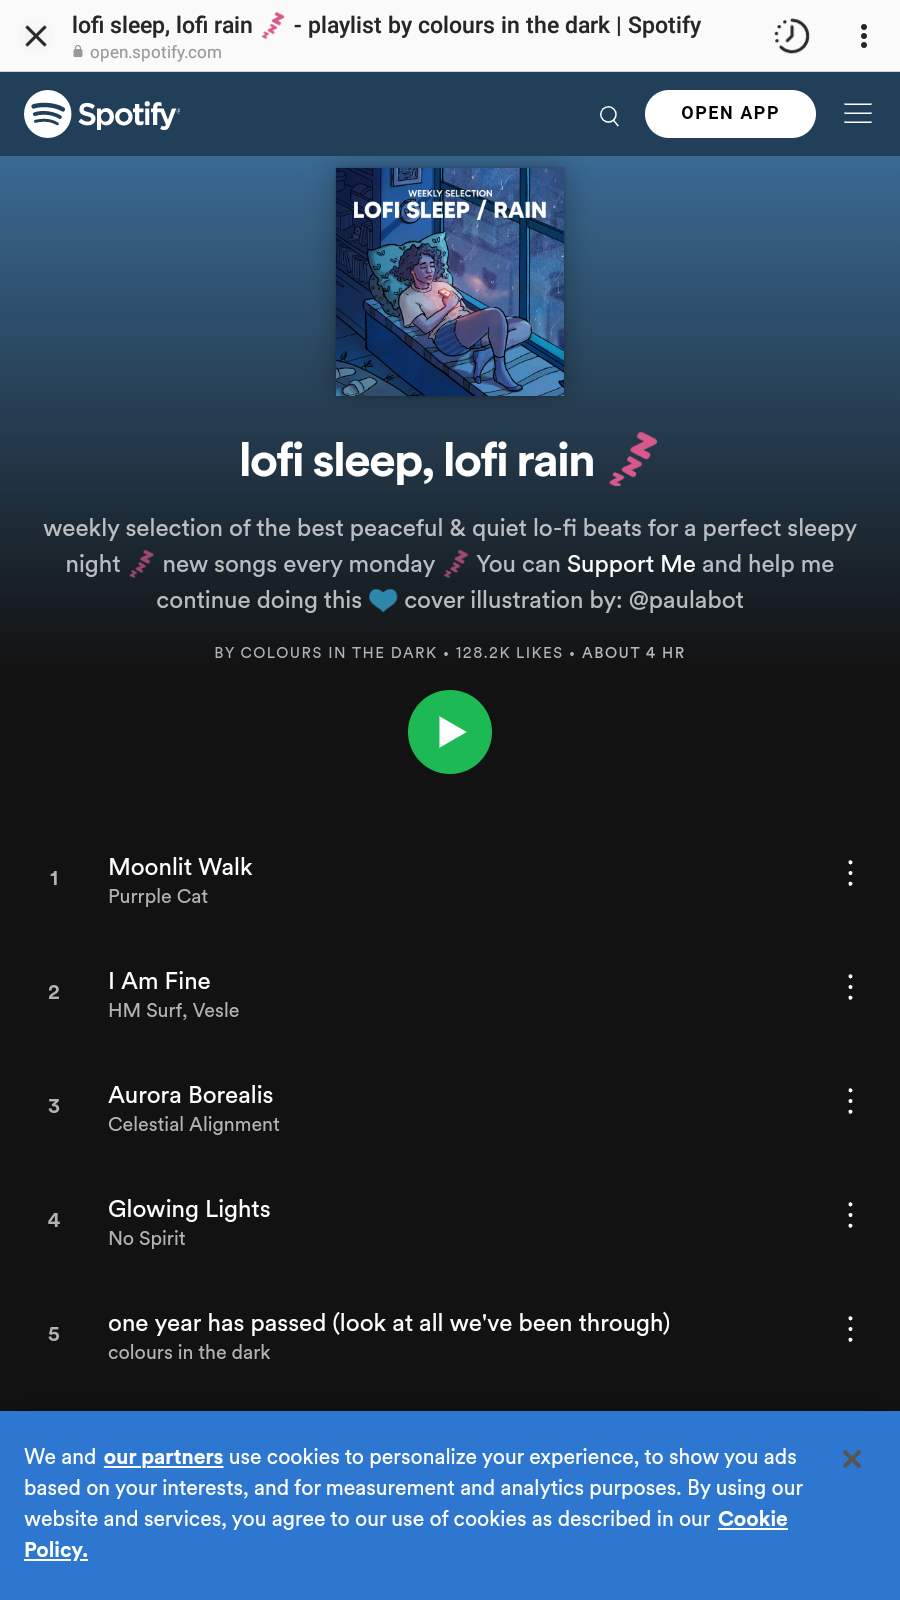 lofi sleep, lofi rain 💤 - playlist by colours in the dark | Spotify
open.spotify.com
Spotify
OPEN APP
WEEKLY SELECTION
LOFI SLEEP / RAIN
lofi sleep, lofi rain 💤
weekly selection of the best peaceful & quiet lo-fi beats for a perfect sleepy
night 💤 new songs every monday 💤 You can Support Me and help me
continue doing this 💙 cover illustration by: @paulabot
BY COLOURS IN THE DARK • 128.2K LIKES • ABOUT 4 HR
1
Moonlit Walk
Purrple Cat
2
I Am Fine
HM Surf, Vesle
3
Aurora Borealis
Celestial Alignment
4
Glowing Lights
No Spirit
5
one year has passed (look at all we've been through)
colours in the dark
We and our partners use cookies to personalize your experience, to show you ads
based on your interests, and for measurement and analytics purposes. By using our
website and services, you agree to our use of cookies as described in our Cookie
Policy.